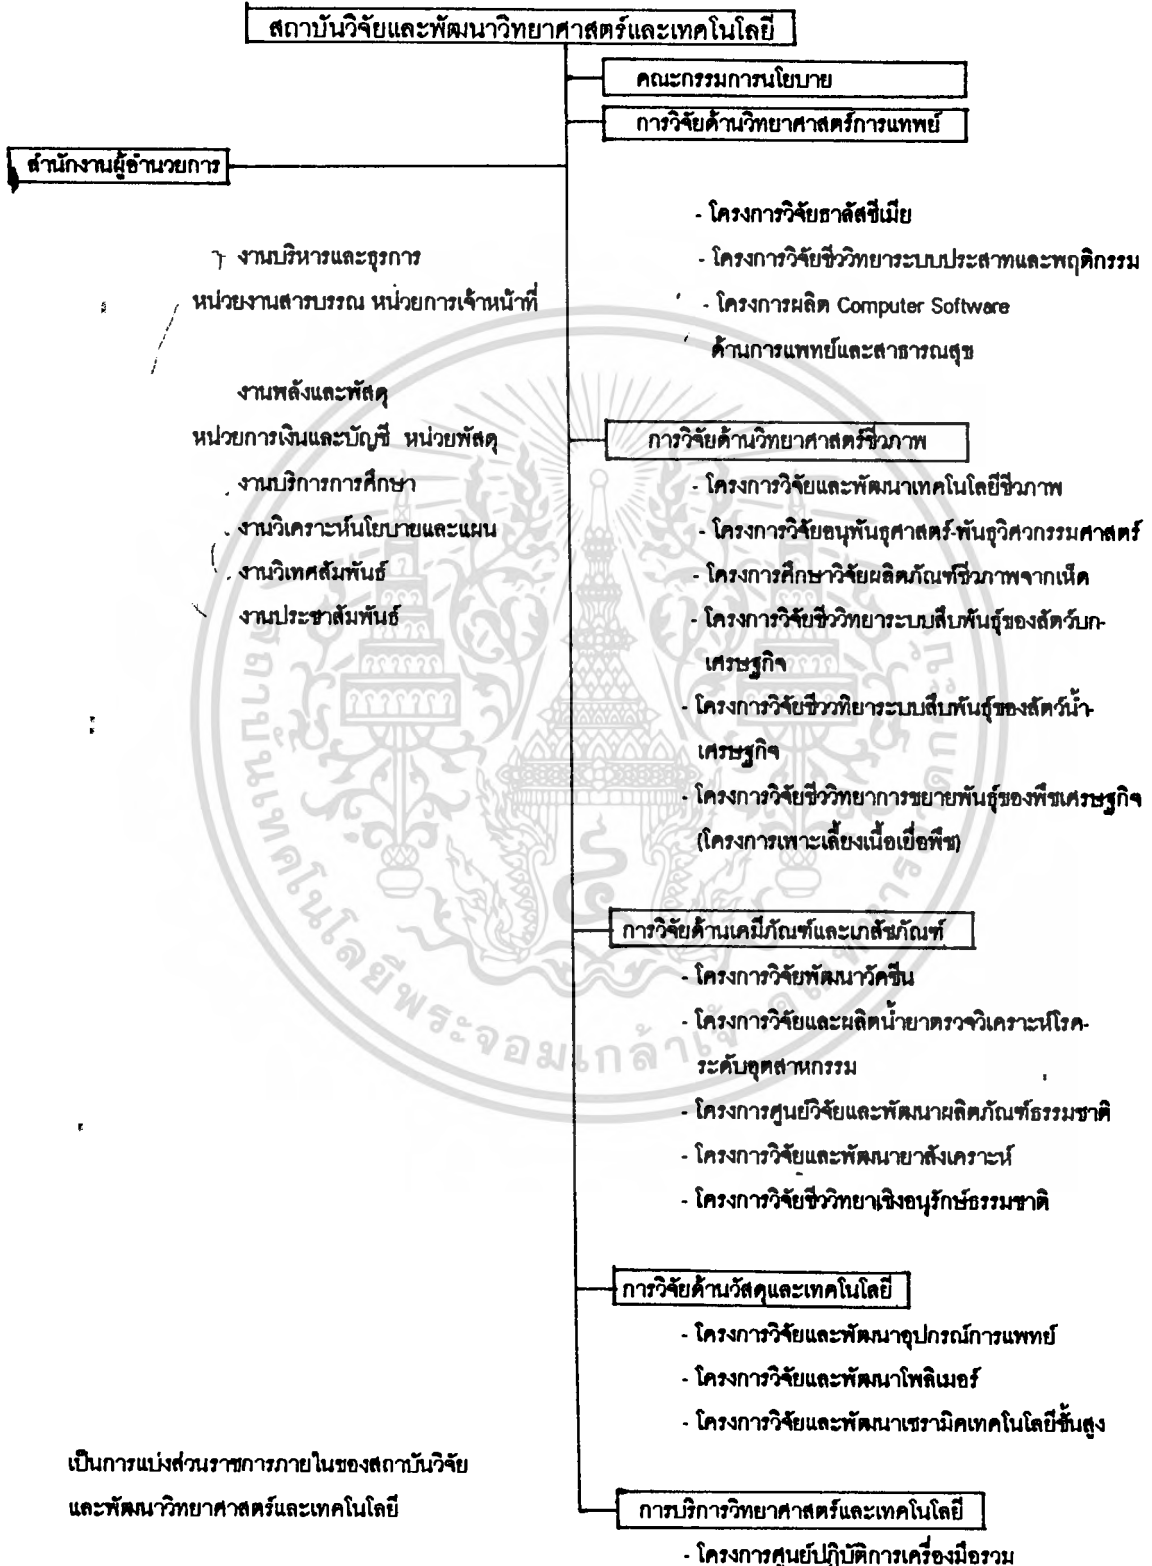 สถาบันวิจัยและพัฒนาวิทยาศาสตร์และเทคโนโลยี
คณะกรรมการนโยบาย
การวิจัยด้านวิทยาศาสตร์การแทพย์
สำนักงานผู้อำนวยการ
- โครงการวิจัยธาลัสซีเมีย
งานบริหารและธุรการ
- โครงการวิจัยชีววิทยาระบบประสาทและพฤติกรรม
หน่วยงานสารบรรณ หน่วยการเจ้าหน้าที่
- โครงการผลิต Computer Software
ด้านการแพทย์และสาธารณสุข
งานพลังและพัสดุ
หน่วยการเงินและบัญชี หน่วยพัสดุ
การวิจัยด้านวิทยาศาสตร์ชีวภาพ
งานบริการการศึกษา
- โครงการวิจัยและพัฒนาเทคโนโลยีชีวภาพ
งานวิเคราะห์นโยบายและแผน
- โครงการวิจัยอนุพันธุศาสตร์-พันธุวิศวกรรมศาสตร์
งานวิเทศสัมพันธ์
- โครงการศึกษาวิจัยผลิตภัณฑ์ชีวภาพจากเห็ด
งานประชาสัมพันธ์
- โครงการวิจัยชีววิทยาระบบสืบพันธุ์ของสัตว์บก-
เศรษฐกิจ
- โครงการวิจัยชีววิทยาระบบสืบพันธุ์ของสัตว์น้ำ-
เศรษฐกิจ
- โครงการวิจัยชีววิทยาการขยายพันธุ์ของพืชเศรษฐกิจ
(โครงการเพาะเลี้ยงเนื้อเยื่อพืช)
การวิจัยด้านเคมีภัณฑ์และเภสัชภัณฑ์
- โครงการวิจัยพัฒนาวัคซีน
- โครงการวิจัยและผลิตน้ำยาตรวจวิเคราะห์โรค-
ระดับอุตสาหกรรม
- โครงการศูนย์วิจัยและพัฒนาผลิตภัณฑ์ธรรมชาติ
- โครงการวิจัยและพัฒนายาสังเคราะห์
- โครงการวิจัยชีววิทยาเชิงอนุรักษ์ธรรมชาติ
การวิจัยด้านวัสดุและเทคโนโลยี
- โครงการวิจัยและพัฒนาอุปกรณ์การแพทย์
- โครงการวิจัยและพัฒนาโพลิเมอร์
- โครงการวิจัยและพัฒนาเซรามิคเทคโนโลยีชั้นสูง
เป็นการแบ่งส่วนราชการภายในของสถาบันวิจัย
และพัฒนาวิทยาศาสตร์และเทคโนโลยี
การบริการวิทยาศาสตร์และเทคโนโลยี
- โครงการศูนย์ปฏิบัติการเครื่องมือรวม
สถาบันเทคโนโลยีพระจอมเกล้าเจ้าคุณทหารลาดกระบัง